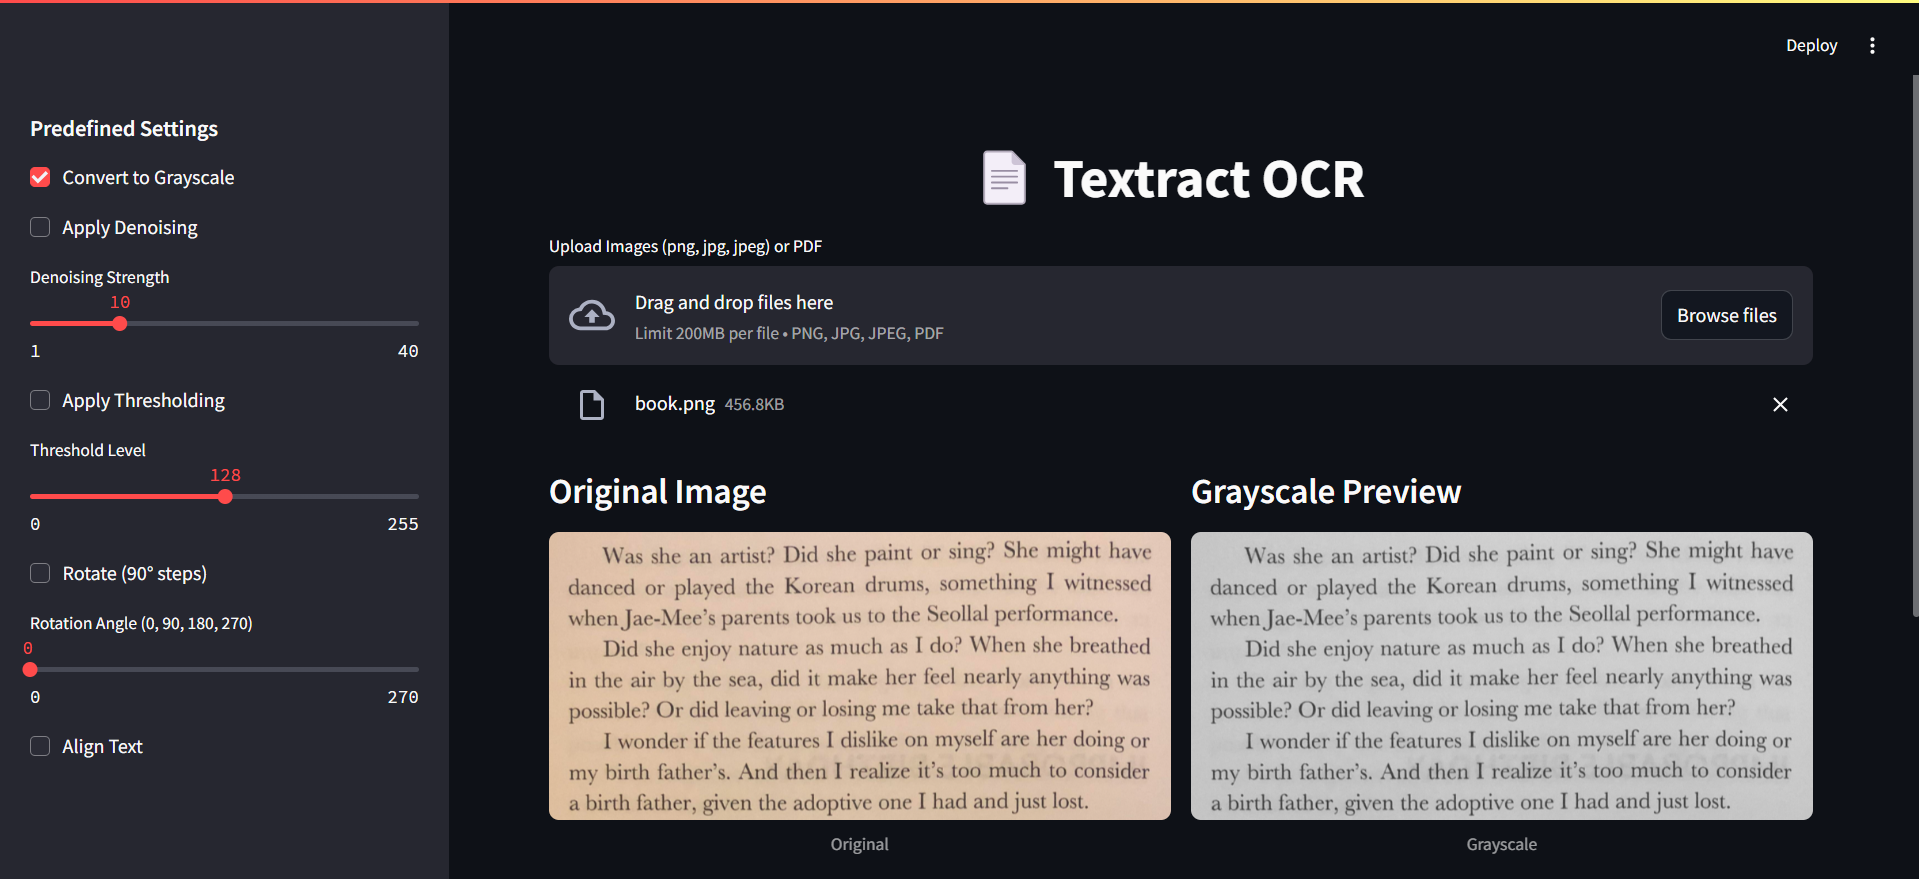 Deploy
Predefined Settings
Convert to Grayscale
Apply Denoising
Denoising Strength
10
1 40
Apply Thresholding
Threshold Level
128
0 255
Rotate (90° steps)
Rotation Angle (0, 90, 180, 270)
0
0 270
Align Text
Textract OCR
Upload Images (png, jpg, jpeg) or PDF
Drag and drop files here
Limit 200MB per file • PNG, JPG, JPEG, PDF
Browse files
book.png 456.8KB
Original Image
Was she an artist? Did she paint or sing? She might have
danced or played the Korean drums, something I witnessed
when Jae-Mee's parents took us to the Seollal performance.
Did she enjoy nature as much as I do? When she breathed
in the air by the sea, did it make her feel nearly anything was
possible? Or did leaving or losing me take that from her?
I wonder if the features I dislike on myself are her doing or
my birth father's. And then I realize it's too much to consider
a birth father, given the adoptive one I had and just lost.
Original
Grayscale Preview
Was she an artist? Did she paint or sing? She might have
danced or played the Korean drums, something I witnessed
when Jae-Mee's parents took us to the Seollal performance.
Did she enjoy nature as much as I do? When she breathed
in the air by the sea, did it make her feel nearly anything was
possible? Or did leaving or losing me take that from her?
I wonder if the features I dislike on myself are her doing or
my birth father's. And then I realize it's too much to consider
a birth father, given the adoptive one I had and just lost.
Grayscale